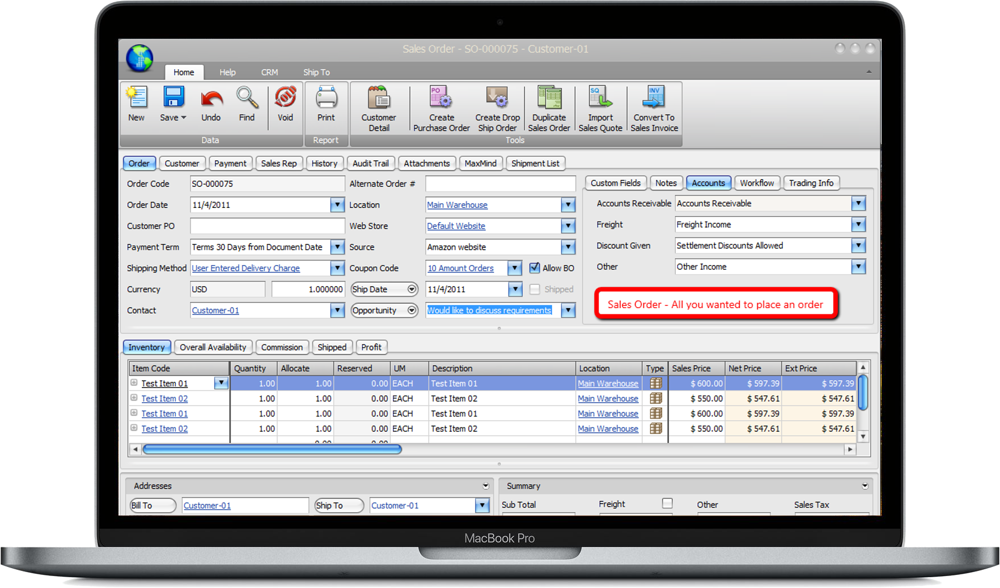 Sales Order - SO-000075 - Customer-01
Home Help CRM Ship To
New Save Undo Find Void Print Customer Detail Create Purchase Order Create Drop Ship Order Duplicate Sales Order Import Sales Quote Convert To Sales Invoice
PO SQ INV
Data Report Tools
Order Customer Payment Sales Rep History Audit Trail Attachments MaxMind Shipment List
Order Code SO-000075 Alternate Order #
Custom Fields Notes Accounts Workflow Trading Info
Order Date 11/4/2011 Location Main Warehouse
Accounts Receivable Accounts Receivable
Customer PO Web Store Default Website
Freight Freight Income
Payment Term Terms 30 Days from Document Date Source Amazon website
Discount Given Settlement Discounts Allowed
Shipping Method User Entered Delivery Charge Coupon Code 10 Amount Orders Allow BO
Other Other Income
Currency USD 1.000000 Ship Date 11/4/2011 Shipped
Contact Customer-01 Opportunity Would like to discuss requirements
Sales Order - All you wanted to place an order
Inventory Overall Availability Commission Shipped Profit
Item Code Quantity Allocate Reserved UM Description Location Type Sales Price Net Price Ext Price
Test Item 01 1.00 1.00 0.00 EACH Test Item 01 Main Warehouse $ 600.00 $ 597.39 $ 597.39
Test Item 02 1.00 1.00 0.00 EACH Test Item 02 Main Warehouse $ 550.00 $ 547.61 $ 547.61
Test Item 01 1.00 1.00 0.00 EACH Test Item 01 Main Warehouse $ 600.00 $ 597.39 $ 597.39
Test Item 02 1.00 1.00 0.00 EACH Test Item 02 Main Warehouse $ 550.00 $ 547.61 $ 547.61
Addresses Summary
Bill To Customer-01 Ship To Customer-01 Sub Total Freight Other Sales Tax
MacBook Pro